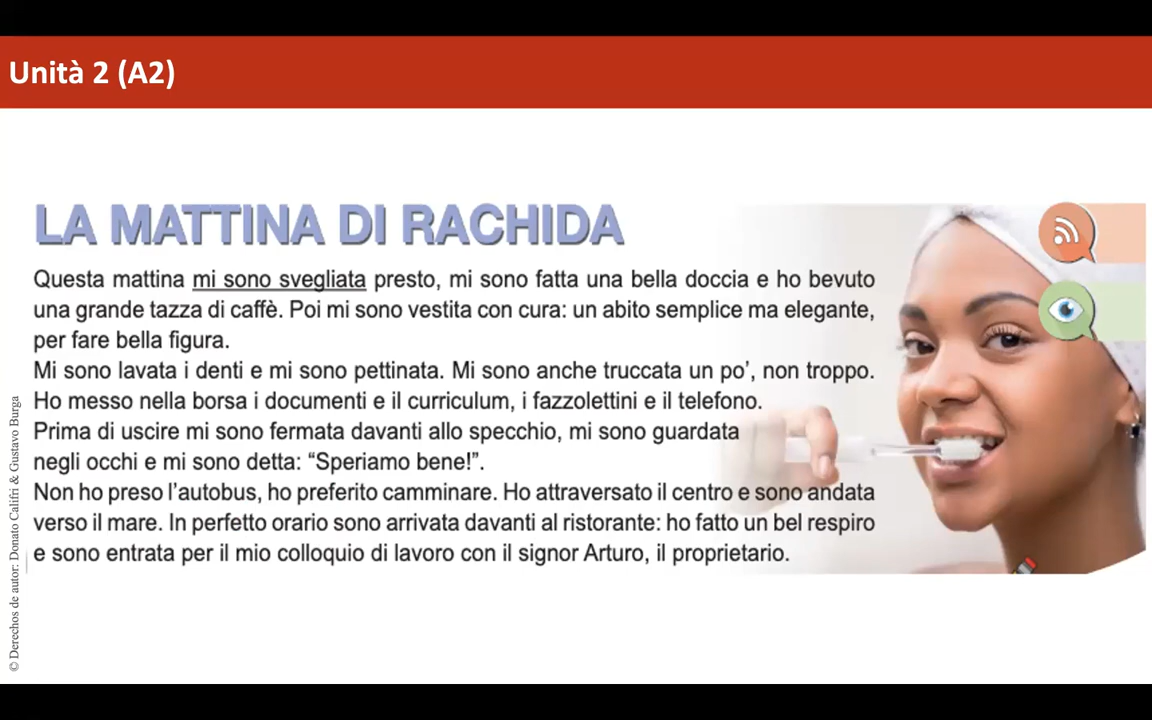 Unità 2 (A2)
LA MATTINA DI RACHIDA
Questa mattina mi sono svegliata presto, mi sono fatta una bella doccia e ho bevuto
una grande tazza di caffè. Poi mi sono vestita con cura: un abito semplice ma elegante,
per fare bella figura.
Mi sono lavata i denti e mi sono pettinata. Mi sono anche truccata un po’, non troppo.
Ho messo nella borsa i documenti e il curriculum, i fazzolettini e il telefono.
Prima di uscire mi sono fermata davanti allo specchio, mi sono guardata
negli occhi e mi sono detta: “Speriamo bene!”.
Non ho preso l’autobus, ho preferito camminare. Ho attraversato il centro e sono andata
verso il mare. In perfetto orario sono arrivata davanti al ristorante: ho fatto un bel respiro
e sono entrata per il mio colloquio di lavoro con il signor Arturo, il proprietario.
© Derechos de autor: Donato Califri & Gustavo Burga